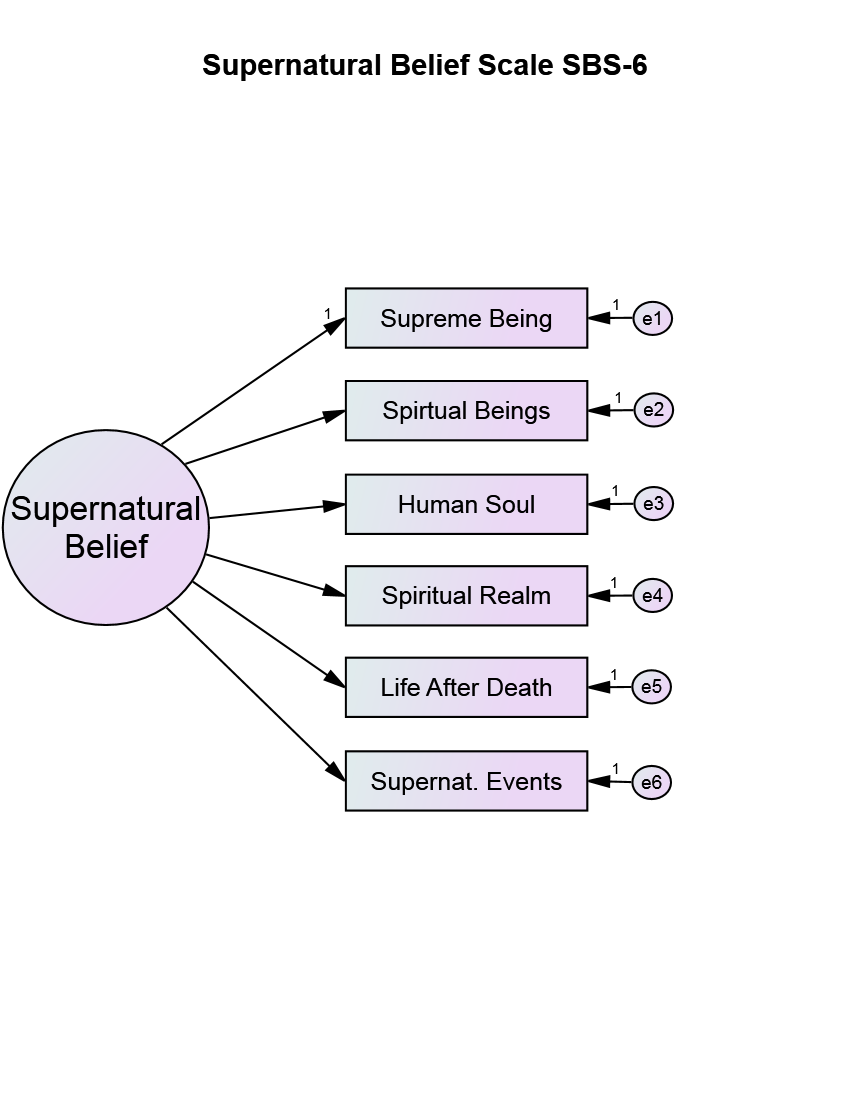 Supernatural Belief Scale SBS-6
1
Supreme Being
1
e1
Spirtual Beings
1
e2
Supernatural
Belief
Human Soul
1
e3
Spiritual Realm
1
e4
Life After Death
1
e5
Supernat. Events
1
e6